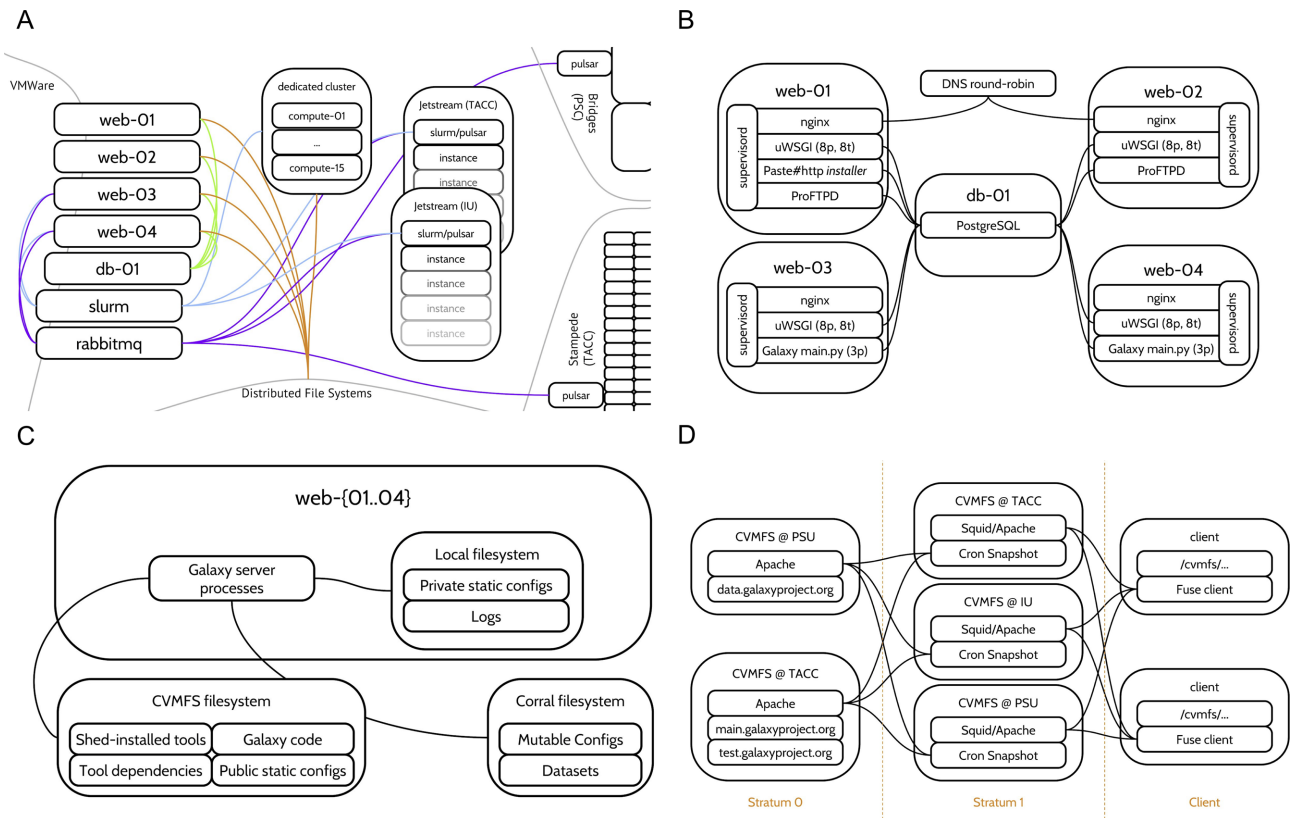 A
VMWare
web-01
web-02
web-03
web-04
db-01
slurm
rabbitmq
dedicated cluster
compute-01
...
compute-15
Jetstream (TACC)
slurm/pulsar
instance
instance
Jetstream (IU)
slurm/pulsar
instance
instance
instance
instance
pulsar
Bridges
(PSC)
Stampede
(TACC)
pulsar
Distributed File Systems
B
DNS round-robin
web-01
supervisord
nginx
uWSGI (8p, 8t)
Paste#http installer
ProFTPD
web-02
nginx
uWSGI (8p, 8t)
ProFTPD
supervisord
db-01
PostgreSQL
web-03
supervisord
nginx
uWSGI (8p, 8t)
Galaxy main.py (3p)
web-04
nginx
uWSGI (8p, 8t)
Galaxy main.py (3p)
supervisord
C
web-{01..04}
Galaxy server
processes
Local filesystem
Private static configs
Logs
CVMFS filesystem
Shed-installed tools
Galaxy code
Tool dependencies
Public static configs
Corral filesystem
Mutable Configs
Datasets
D
CVMFS @ PSU
Apache
data.galaxyproject.org
CVMFS @ TACC
Apache
main.galaxyproject.org
test.galaxyproject.org
CVMFS @ TACC
Squid/Apache
Cron Snapshot
CVMFS @ IU
Squid/Apache
Cron Snapshot
CVMFS @ PSU
Squid/Apache
Cron Snapshot
client
/cvmfs/...
Fuse client
client
/cvmfs/...
Fuse client
Stratum 0
Stratum 1
Client